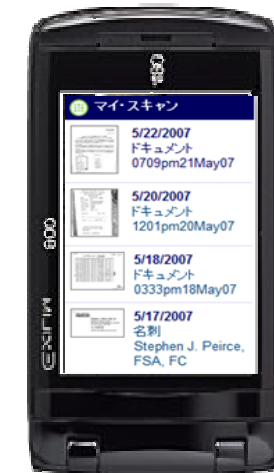 マイ・スキャン
5/22/2007
ドキュメント
0709pm21May07
5/20/2007
ドキュメント
1201pm20May07
5/18/2007
ドキュメント
0333pm18May07
5/17/2007
名刺
Stephen J. Peirce,
FSA, FC
EXILIM